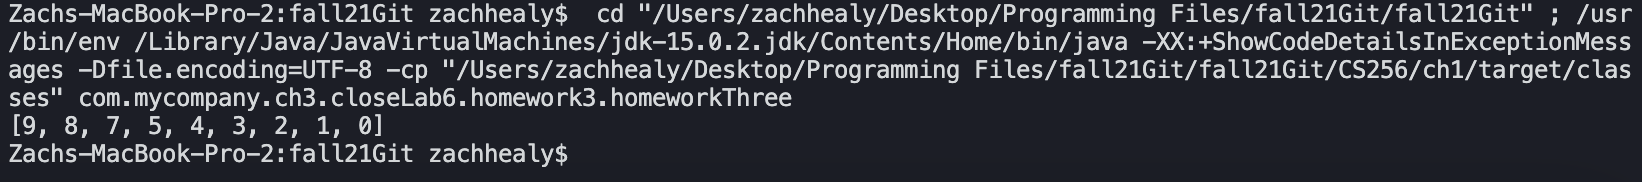 Zachs-MacBook-Pro-2:fall21Git zachhealy$  cd "/Users/zachhealy/Desktop/Programming Files/fall21Git/fall21Git" ; /usr
/bin/env /Library/Java/JavaVirtualMachines/jdk-15.0.2.jdk/Contents/Home/bin/java -XX:+ShowCodeDetailsInExceptionMess
ages -Dfile.encoding=UTF-8 -cp "/Users/zachhealy/Desktop/Programming Files/fall21Git/fall21Git/CS256/ch1/target/clas
ses" com.mycompany.ch3.closeLab6.homework3.homeworkThree
[9, 8, 7, 5, 4, 3, 2, 1, 0]
Zachs-MacBook-Pro-2:fall21Git zachhealy$